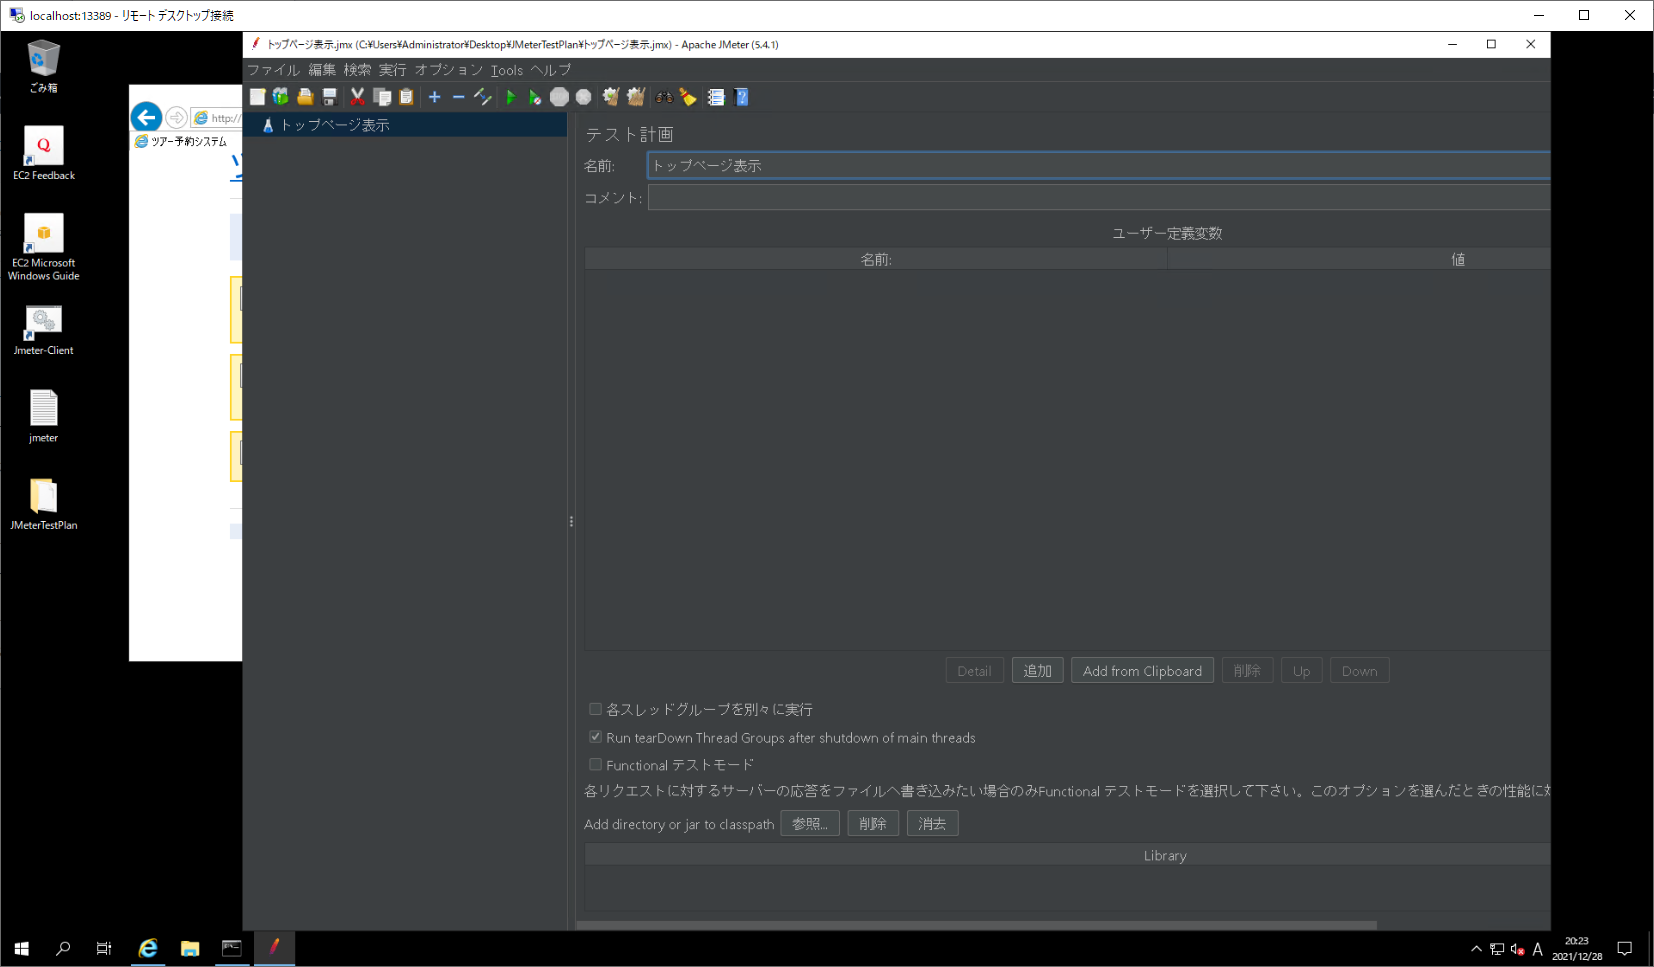 localhost:13389 - リモート デスクトップ接続
ごみ箱
EC2 Feedback
EC2 Microsoft
Windows Guide
Jmeter-Client
jmeter
JMeterTestPlan
http://
ツアー予約システム
トップページ表示.jmx (C:¥Users¥Administrator¥Desktop¥JMeterTestPlan¥トップページ表示.jmx) - Apache JMeter (5.4.1)
ファイル 編集 検索 実行 オプション Tools ヘルプ
トップページ表示
テスト計画
名前: トップページ表示
コメント:
ユーザー定義変数
名前: 値
Detail 追加 Add from Clipboard 削除 Up Down
各スレッドグループを別々に実行
Run tearDown Thread Groups after shutdown of main threads
Functional テストモード
各リクエストに対するサーバーの応答をファイルへ書き込みたい場合のみFunctional テストモードを選択して下さい。このオプションを選んだときの性能に
Add directory or jar to classpath 参照... 削除 消去
Library
A
20:23
2021/12/28